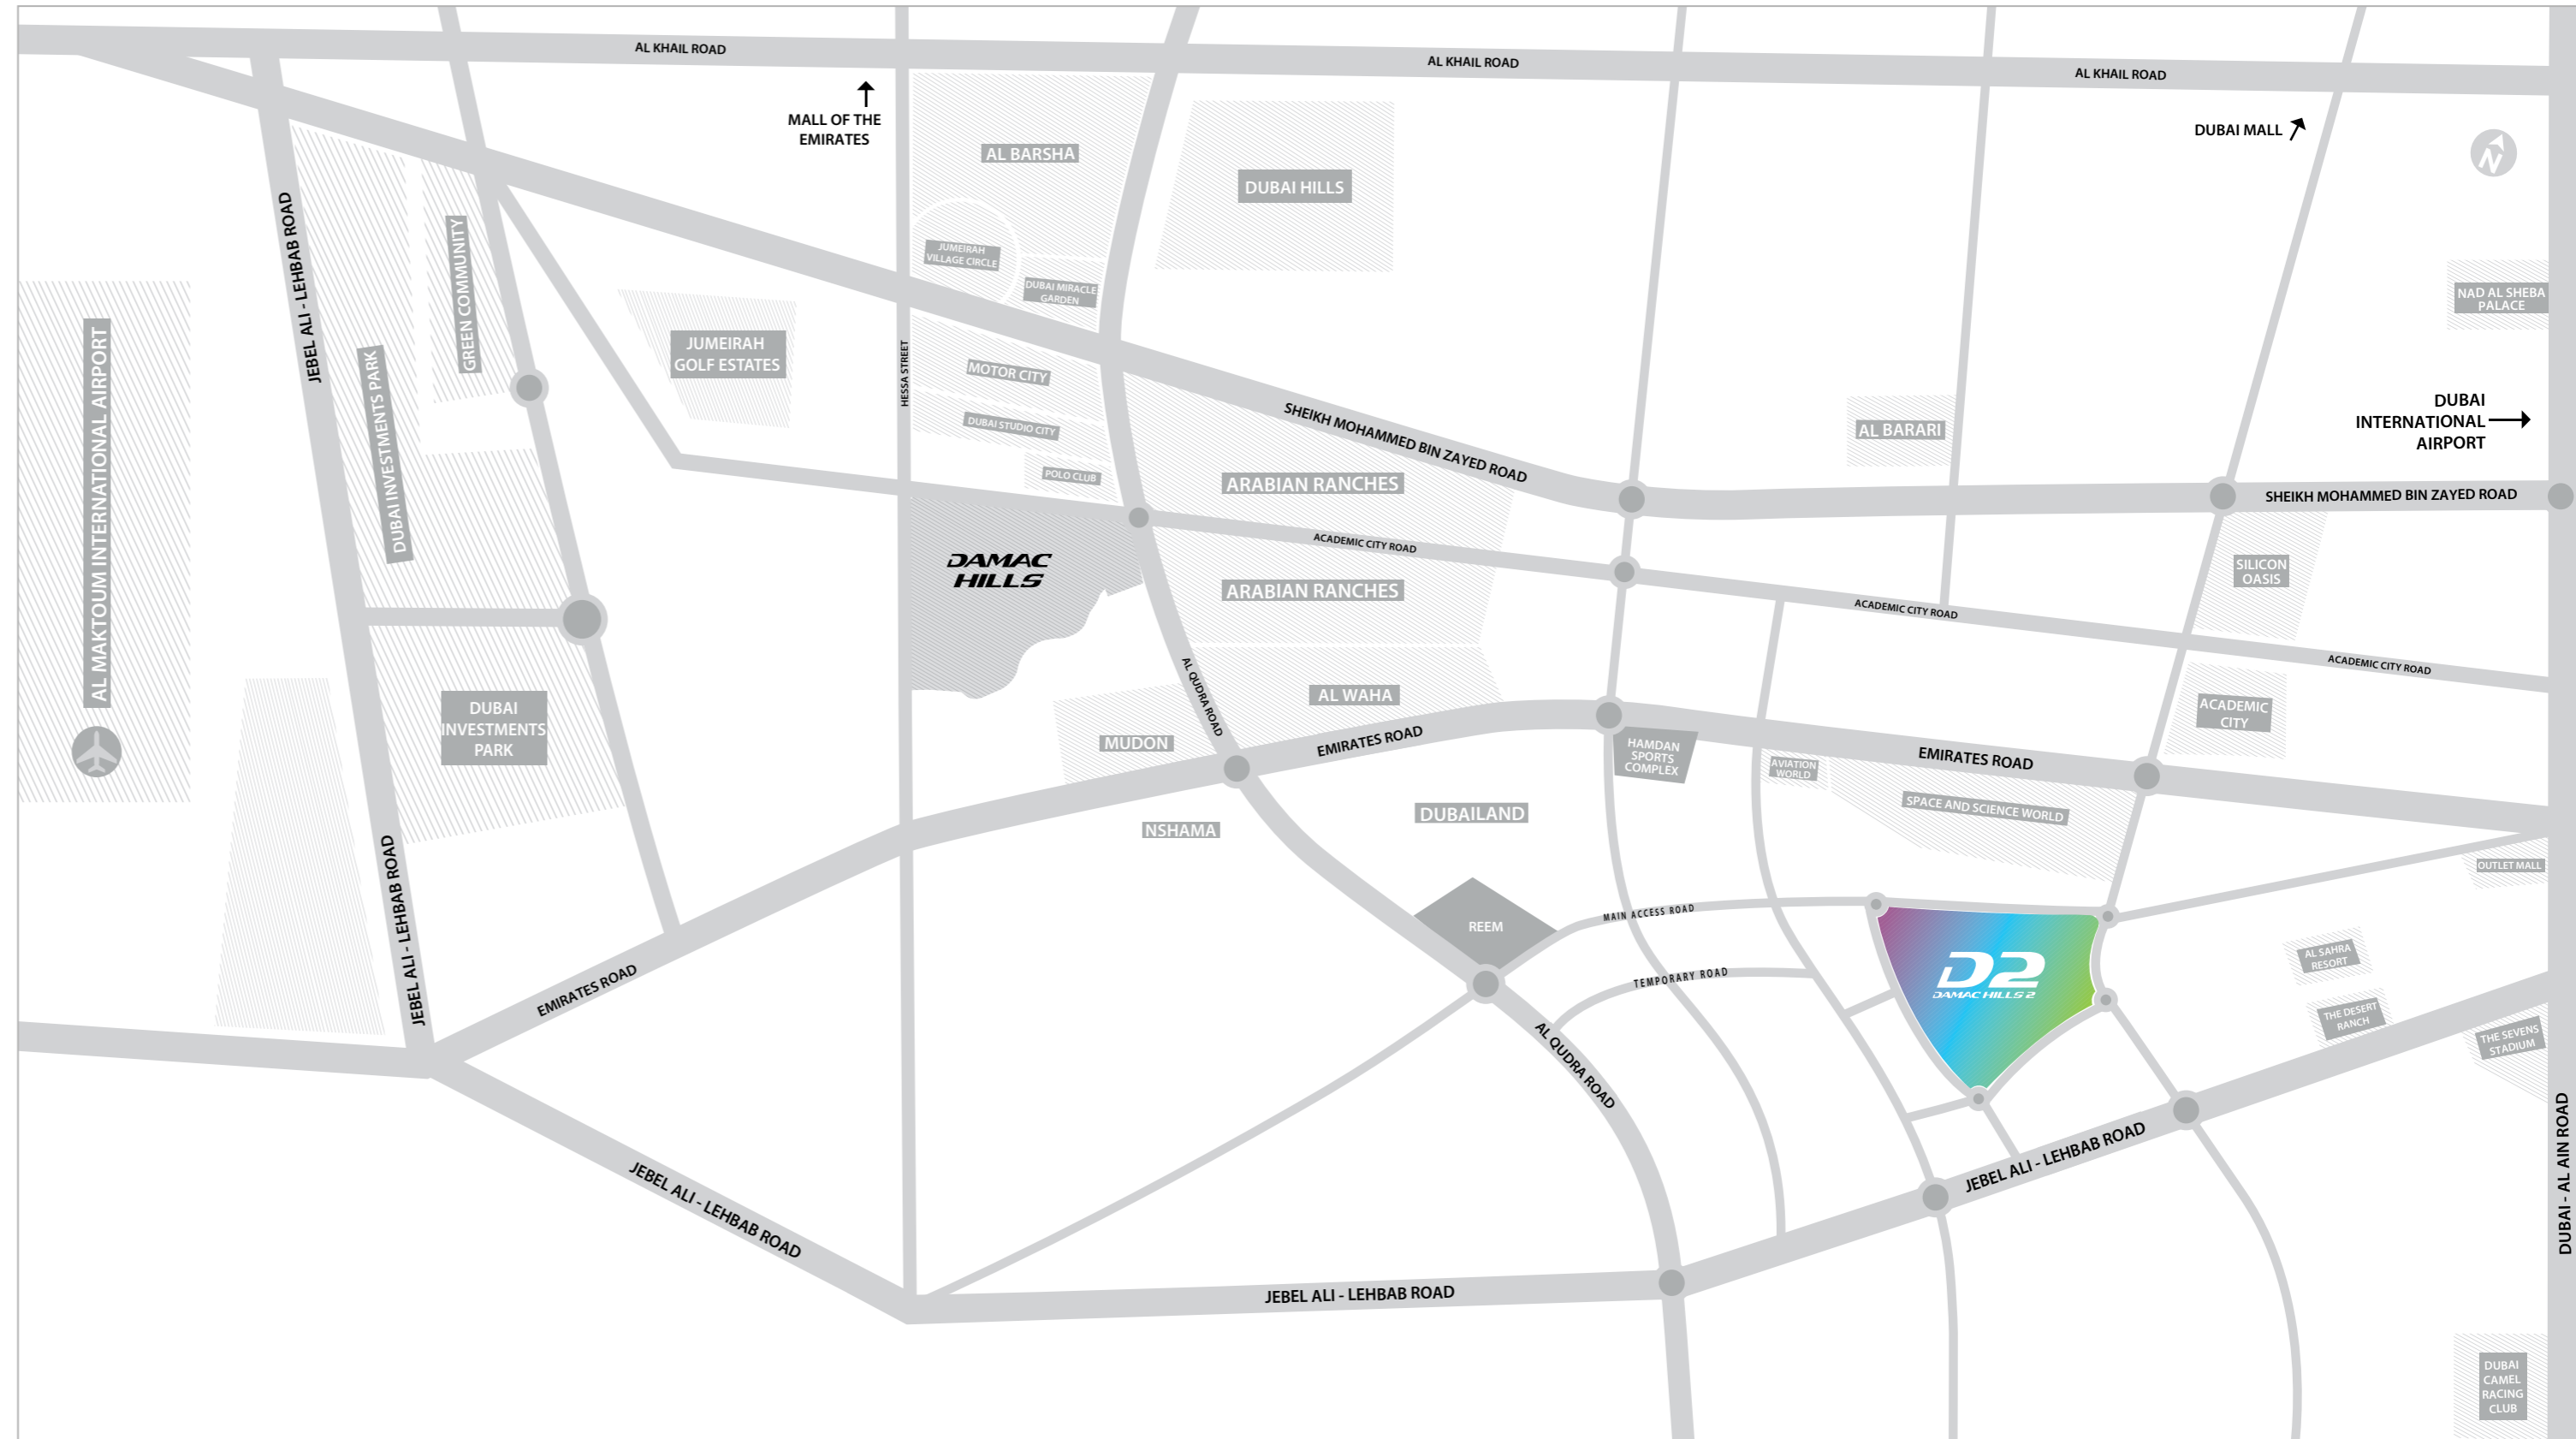 AL KHAIL ROAD
AL KHAIL ROAD
AL KHAIL ROAD
MALL OF THE
EMIRATES
DUBAI MALL
N
AL BARSHA
DUBAI HILLS
JEBEL ALI - LEHBAB ROAD
GREEN COMMUNITY
JUMEIRAH
VILLAGE CIRCLE
DUBAI MIRACLE
GARDEN
NAD AL SHEBA
PALACE
AL MAKTOUM INTERNATIONAL AIRPORT
DUBAI INVESTMENTS PARK
JUMEIRAH
GOLF ESTATES
HESSA STREET
MOTOR CITY
DUBAI STUDIO CITY
POLO CLUB
SHEIKH MOHAMMED BIN ZAYED ROAD
AL BARARI
DUBAI
INTERNATIONAL
AIRPORT
SHEIKH MOHAMMED BIN ZAYED ROAD
ARABIAN RANCHES
ACADEMIC CITY ROAD
DAMAC
HILLS
ARABIAN RANCHES
SILICON
OASIS
ACADEMIC CITY ROAD
ACADEMIC CITY ROAD
AL QUDRA ROAD
AL WAHA
DUBAI
INVESTMENTS
PARK
MUDON
EMIRATES ROAD
HAMDAN
SPORTS
COMPLEX
AVIATION
WORLD
EMIRATES ROAD
ACADEMIC
CITY
SPACE AND SCIENCE WORLD
NSHAMA
DUBAILAND
OUTLET MALL
JEBEL ALI - LEHBAB ROAD
REEM
MAIN ACCESS ROAD
TEMPORARY ROAD
D2
DAMAC HILLS 2
AL SAHRA
RESORT
THE DESERT
RANCH
THE SEVENS
STADIUM
EMIRATES ROAD
AL QUDRA ROAD
JEBEL ALI - LEHBAB ROAD
JEBEL ALI - LEHBAB ROAD
JEBEL ALI - LEHBAB ROAD
DUBAI - AL AIN ROAD
DUBAI
CAMEL
RACING
CLUB